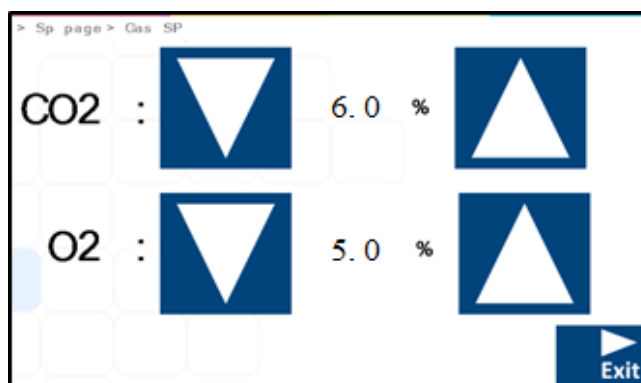 > Sp page> Gas SP
CO2 : 6.0 %
O2 : 5.0 %
Exit